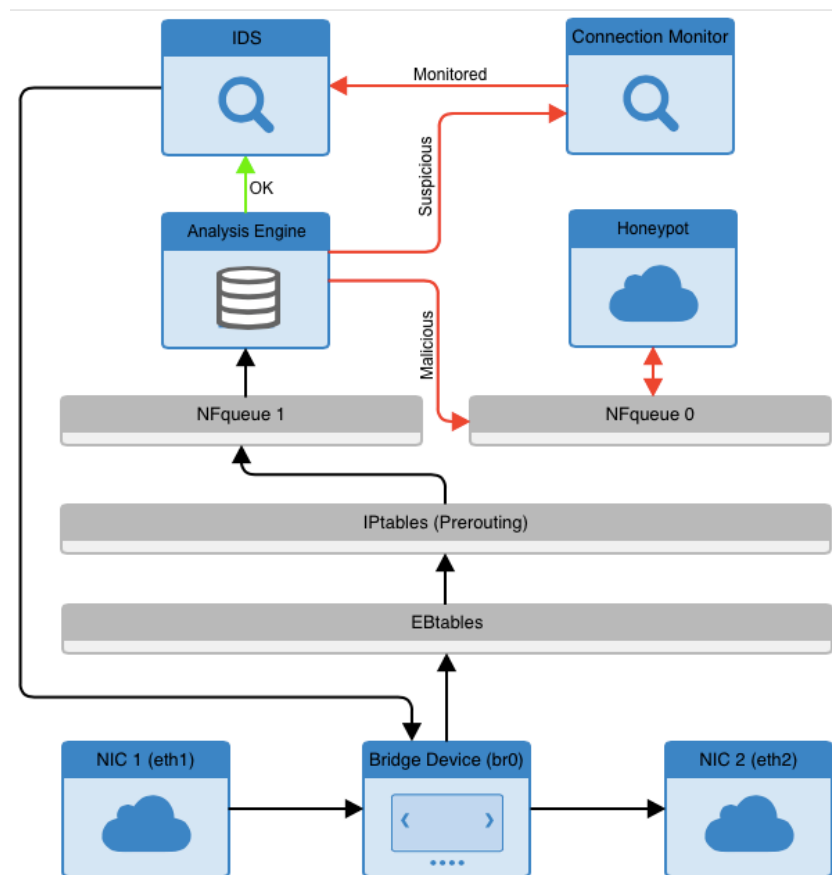 IDS
Connection Monitor
Monitored
Suspicious
OK
Analysis Engine
Honeypot
Malicious
NFqueue 1
NFqueue 0
IPtables (Prerouting)
EBtables
NIC 1 (eth1)
Bridge Device (br0)
NIC 2 (eth2)